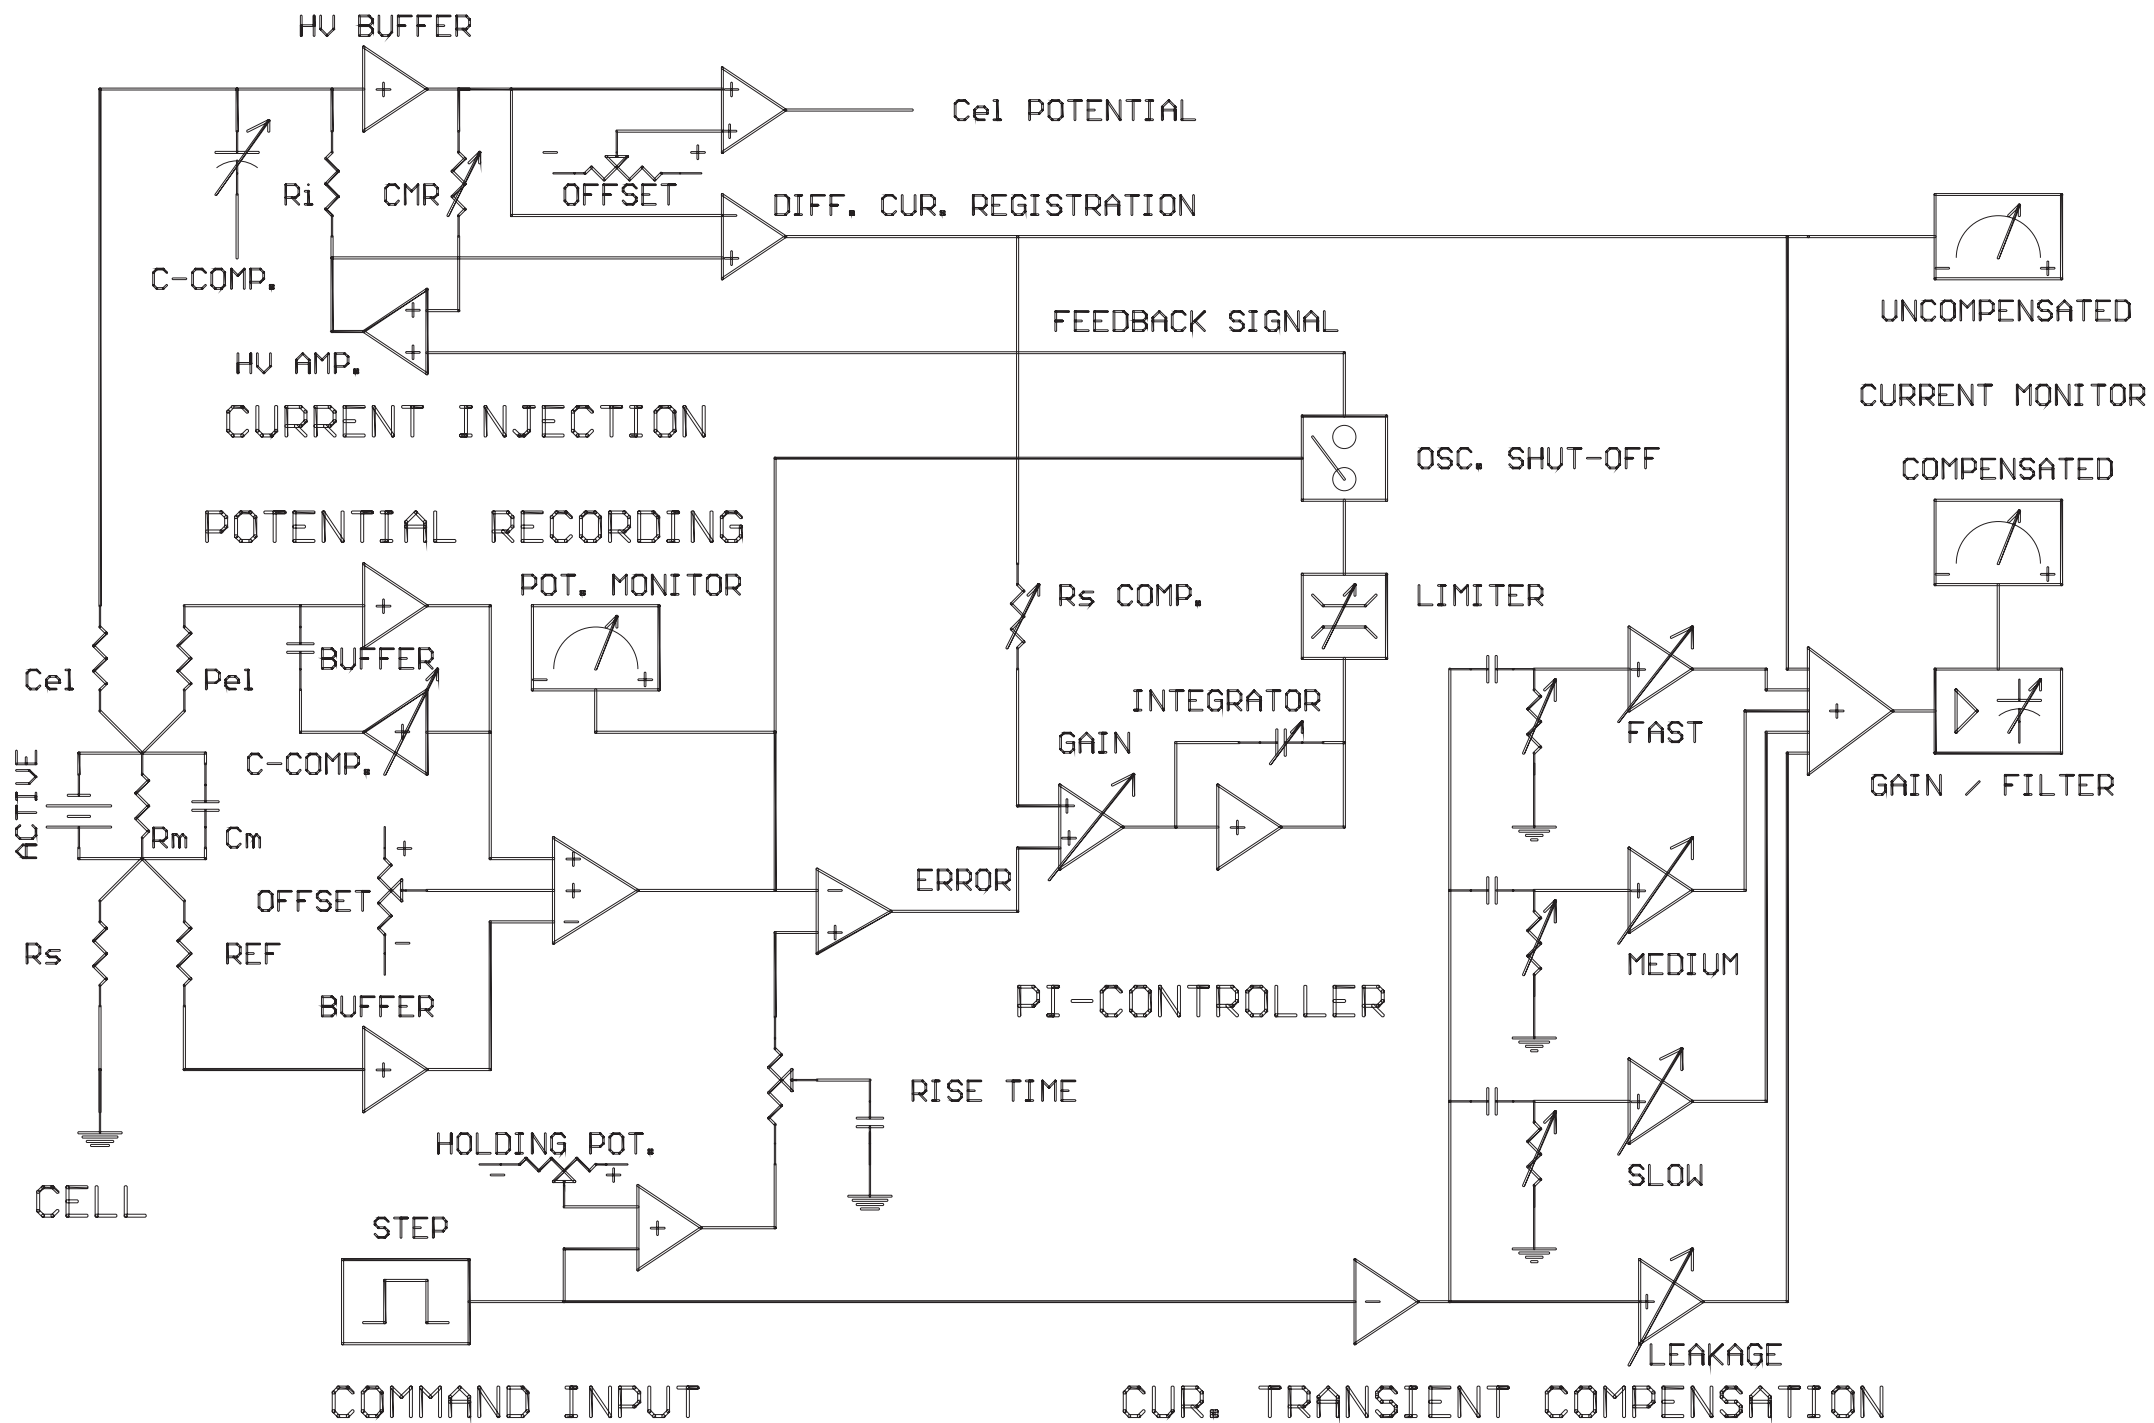 HV BUFFER
Cel POTENTIAL
- +
Ri
CMR
OFFSET
DIFF. CUR. REGISTRATION
C-COMP.
- +
UNCOMPENSATED
FEEDBACK SIGNAL
HV AMP.
CURRENT MONITOR
CURRENT INJECTION
OSC. SHUT-OFF
COMPENSATED
POTENTIAL RECORDING
POT. MONITOR
- +
Rs COMP.
LIMITER
BUFFER
- +
Cel
Pel
INTEGRATOR
FAST
GAIN
C-COMP.
GAIN / FILTER
ACTIVE
Rm
Cm
+
OFFSET
-
ERROR
Rs
REF
MEDIUM
BUFFER
PI-CONTROLLER
RISE TIME
HOLDING POT.
- +
SLOW
CELL
STEP
LEAKAGE
COMMAND INPUT
CUR. TRANSIENT COMPENSATION